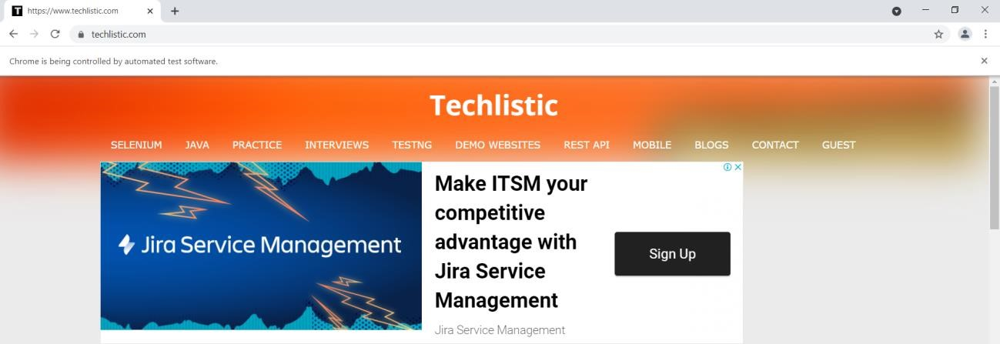 https://www.techlistic.com
techlistic.com
Chrome is being controlled by automated test software.
Techlistic
SELENIUM JAVA PRACTICE INTERVIEWS TESTNG DEMO WEBSITES REST API MOBILE BLOGS CONTACT GUEST
Jira Service Management
Make ITSM your
competitive
advantage with
Jira Service
Management
Jira Service Management
Sign Up